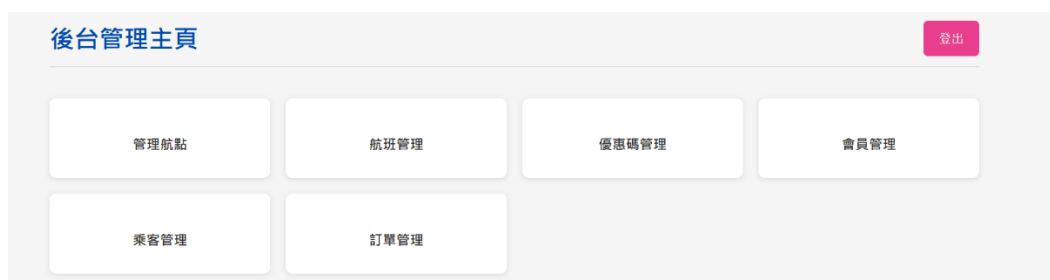 後台管理主頁
登出
管理航點
航班管理
優惠碼管理
會員管理
乘客管理
訂單管理